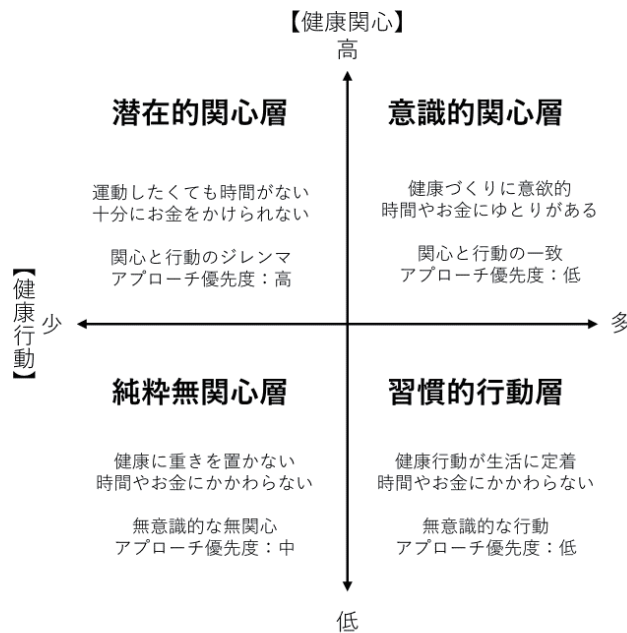 【健康関心】
高
潜在的関心層
運動したくても時間がない
十分にお金をかけられない
関心と行動のジレンマ
アプローチ優先度：高
意識的関心層
健康づくりに意欲的
時間やお金にゆとりがある
関心と行動の一致
アプローチ優先度：低
【健康行動】
少
多
純粋無関心層
健康に重きを置かない
時間やお金にかかわらない
無意識的な無関心
アプローチ優先度：中
習慣的行動層
健康行動が生活に定着
時間やお金にかかわらない
無意識的な行動
アプローチ優先度：低
低